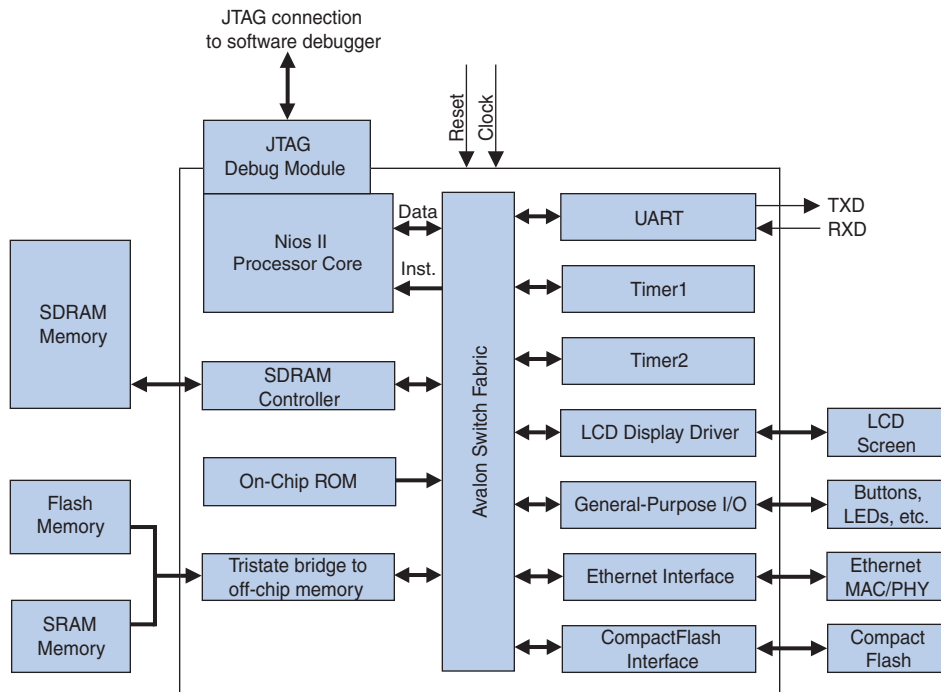 JTAG connection
to software debugger
Reset
Clock
JTAG
Debug Module
Nios II
Processor Core
Data
Inst.
SDRAM
Memory
SDRAM
Controller
On-Chip ROM
Flash
Memory
SRAM
Memory
Tristate bridge to
off-chip memory
Avalon Switch Fabric
UART
TXD
RXD
Timer1
Timer2
LCD Display Driver
LCD
Screen
General-Purpose I/O
Buttons,
LEDs, etc.
Ethernet Interface
Ethernet
MAC/PHY
CompactFlash
Interface
Compact
Flash